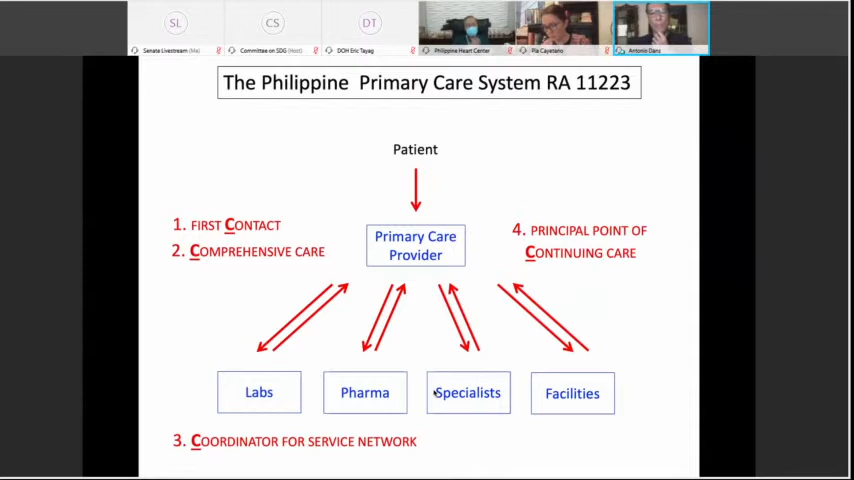 SL
CS
DT
Senate Livestream (Me)
Committee on SDG (Host)
DOH Eric Tayag
Philippine Heart Center
Pia Cayetano
Antonio Dans
The Philippine Primary Care System RA 11223
Patient
1. FIRST CONTACT
2. COMPREHENSIVE CARE
Primary Care
Provider
4. PRINCIPAL POINT OF
CONTINUING CARE
Labs
Pharma
Specialists
Facilities
3. COORDINATOR FOR SERVICE NETWORK